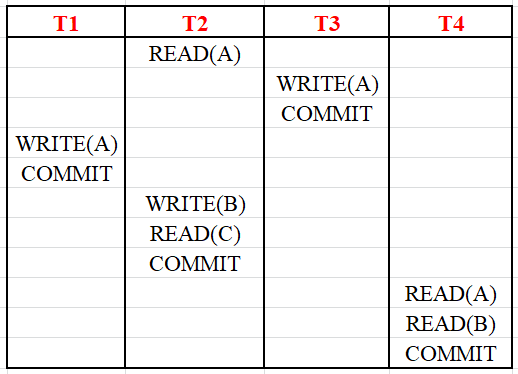 T1 T2 T3 T4
READ(A)
WRITE(A)
COMMIT
WRITE(A)
COMMIT
WRITE(B)
READ(C)
COMMIT
READ(A)
READ(B)
COMMIT